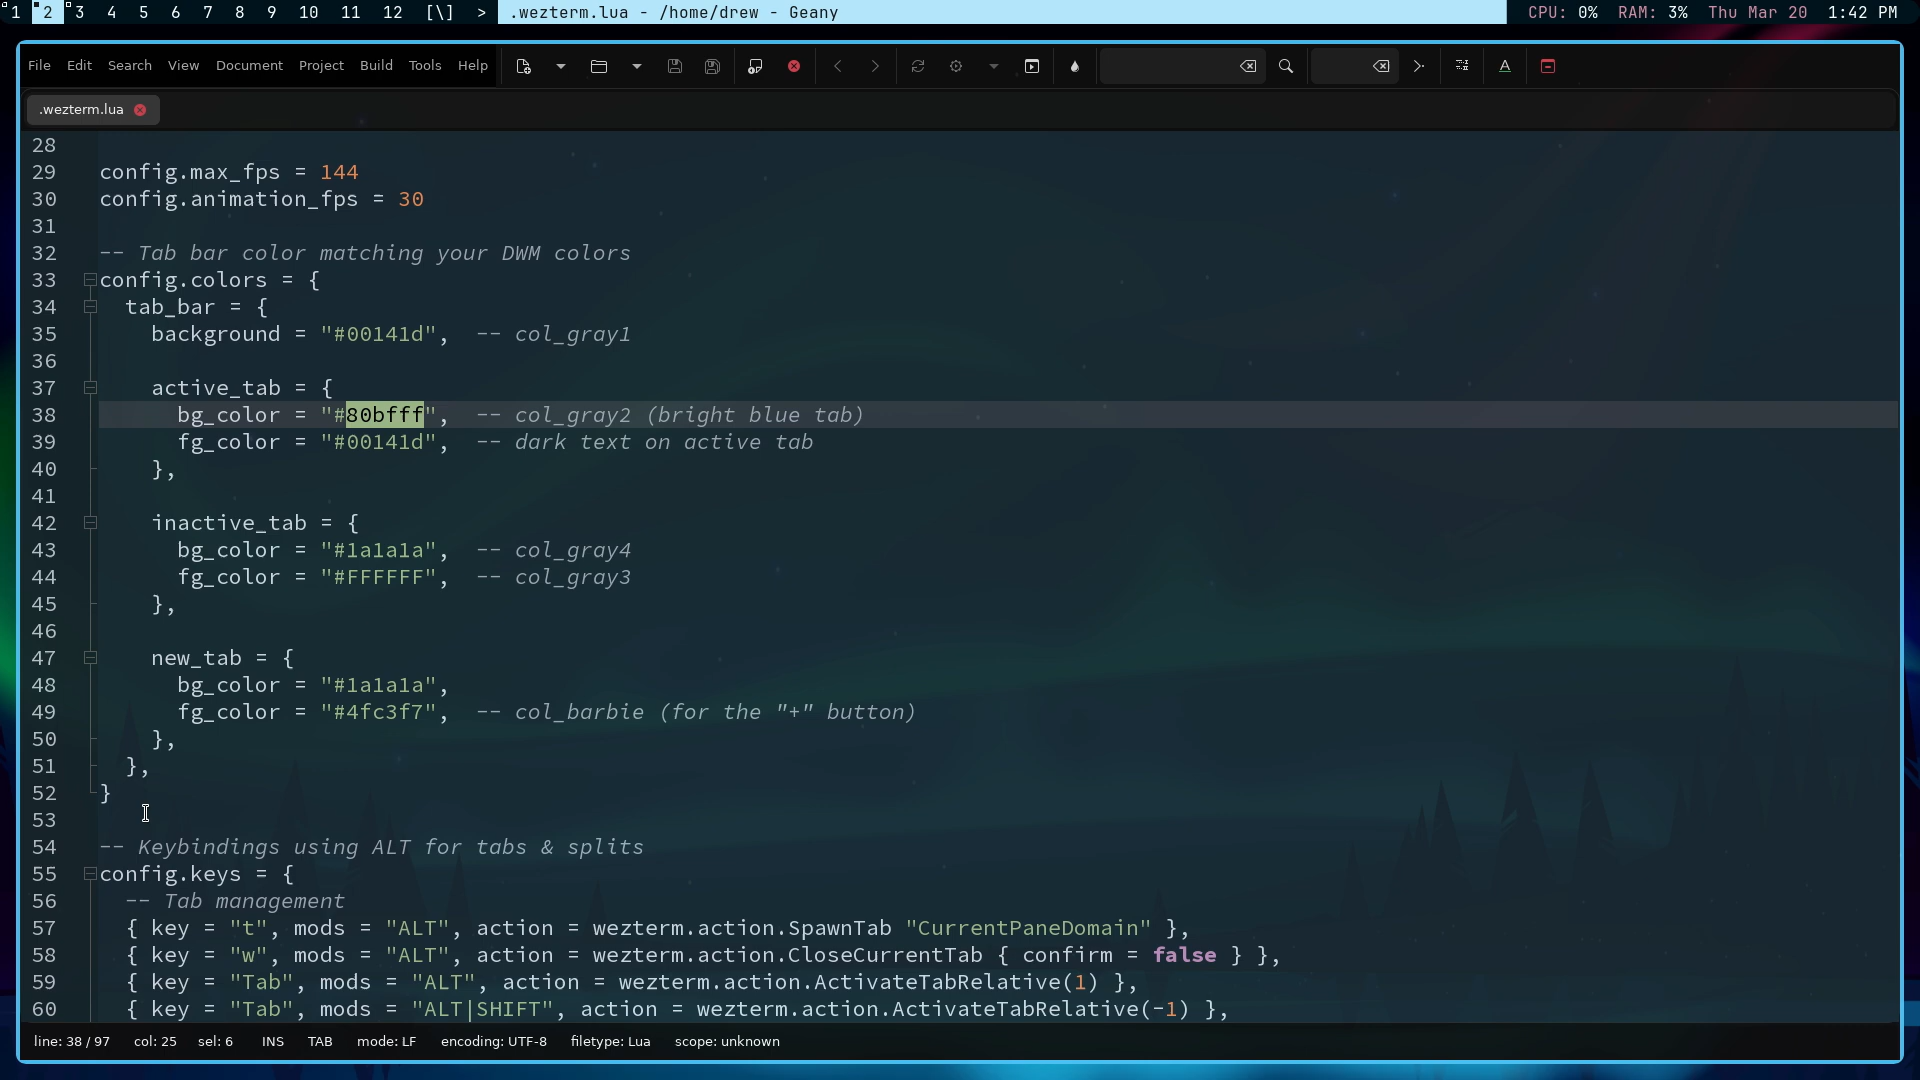 1 2 3 4 5 6 7 8 9 10 11 12 [\] > .wezterm.lua - /home/drew - Geany CPU: 0% RAM: 3% Thu Mar 20 1:42 PM
File Edit Search View Document Project Build Tools Help
.wezterm.lua
28
29 config.max_fps = 144
30 config.animation_fps = 30
31
32 -- Tab bar color matching your DWM colors
33 config.colors = {
34   tab_bar = {
35     background = "#00141d",  -- col_gray1
36
37     active_tab = {
38       bg_color = "#80bfff",  -- col_gray2 (bright blue tab)
39       fg_color = "#00141d",  -- dark text on active tab
40     },
41
42     inactive_tab = {
43       bg_color = "#1a1a1a",  -- col_gray4
44       fg_color = "#FFFFFF",  -- col_gray3
45     },
46
47     new_tab = {
48       bg_color = "#1a1a1a",
49       fg_color = "#4fc3f7",  -- col_barbie (for the "+" button)
50     },
51   },
52 }
53
54 -- Keybindings using ALT for tabs & splits
55 config.keys = {
56   -- Tab management
57   { key = "t", mods = "ALT", action = wezterm.action.SpawnTab "CurrentPaneDomain" },
58   { key = "w", mods = "ALT", action = wezterm.action.CloseCurrentTab { confirm = false } },
59   { key = "Tab", mods = "ALT", action = wezterm.action.ActivateTabRelative(1) },
60   { key = "Tab", mods = "ALT|SHIFT", action = wezterm.action.ActivateTabRelative(-1) },
line: 38 / 97 col: 25 sel: 6 INS TAB mode: LF encoding: UTF-8 filetype: Lua scope: unknown